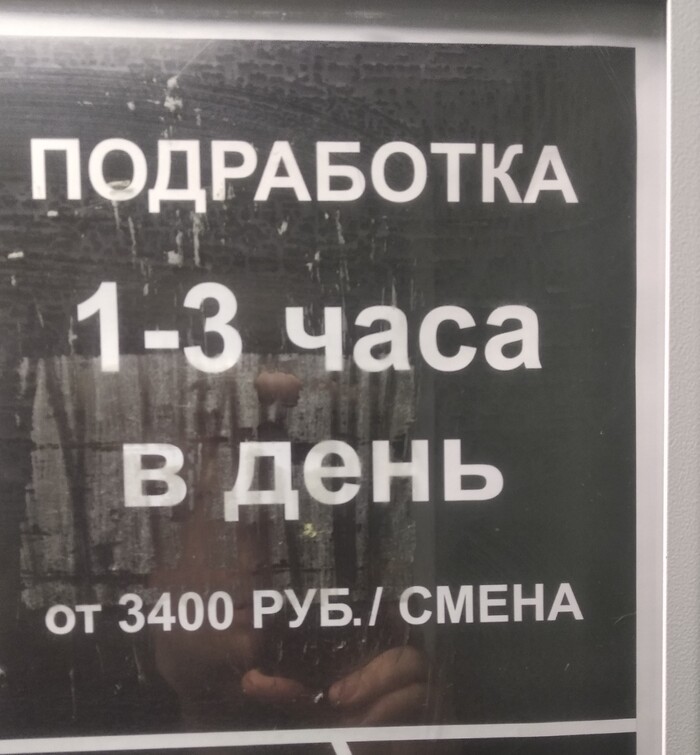 ПОДРАБОТКА
1-3 часа
в день
от 3400 РУБ./ СМЕНА